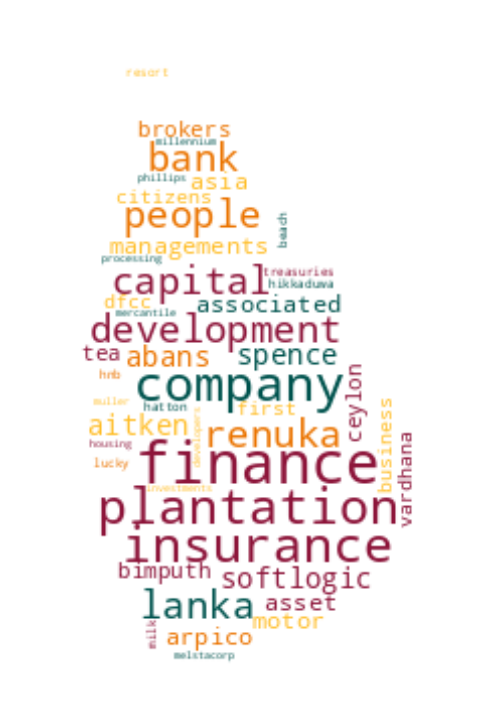 resort
brokers
millennium
bank
phillips
asia
citizens
people
beach
managements
processing
capital
treasuries
hikkaduwa
dfcc
associated
mercantile
development
tea
abans
spence
hnb
company
ceylon
muller
hatton
first
business
aitken
developers
renuka
vardhana
housing
finance
lucky
investments
plantation
insurance
bimputh
softlogic
lanka
asset
motor
milk
arpico
melstacorp